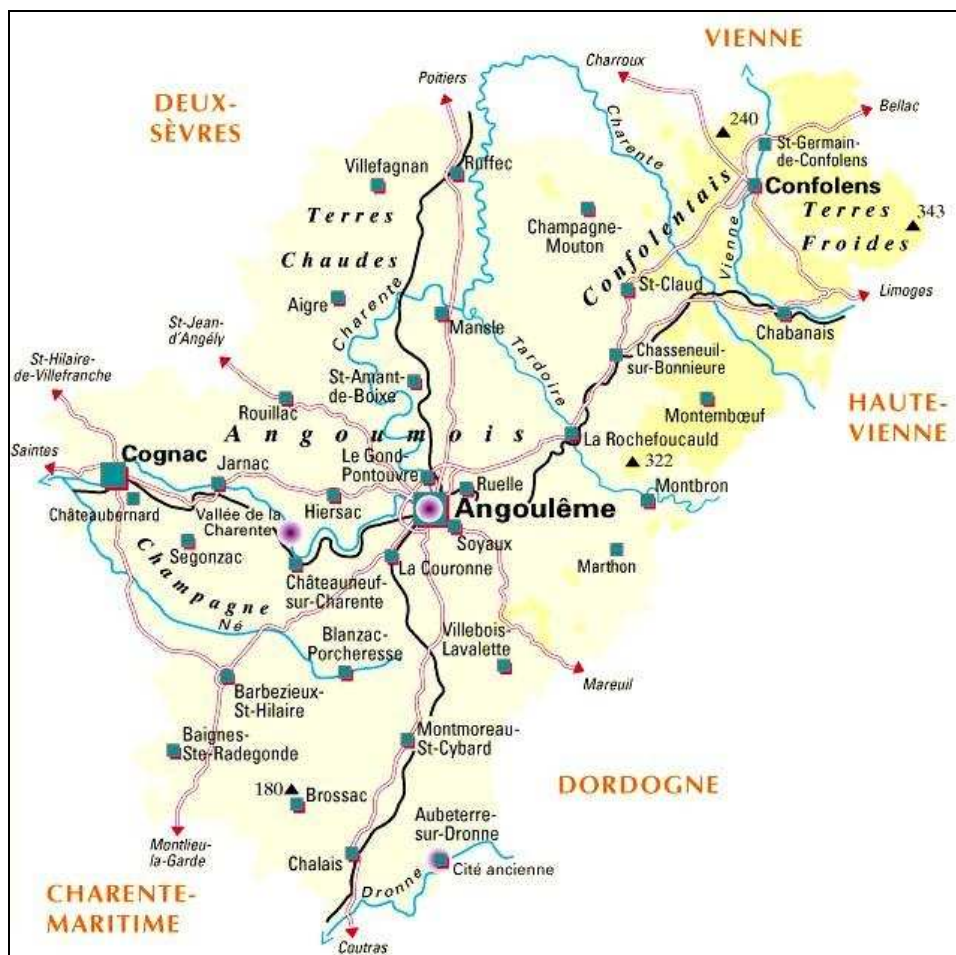 VIENNE
Charroux
Poitiers
DEUX-
SÈVRES
Bellac
240
Charente
St-Germain-
de-Confolens
Villefagnan
Ruffec
Confolens
Terres
Froides
343
Terres
Chaudes
Champagne-
Mouton
Confolentais
Vienne
St-Claud
Limoges
Aigre
Charente
Mansle
Chabanais
St-Jean-
d'Angély
Tardoire
Chasseneuil-
sur-Bonnieure
St-Hilaire-
de-Villefranche
St-Amant-
de-Boixe
Rouillac
Montembœuf
HAUTE-
VIENNE
Angoumois
La Rochefoucauld
Saintes
Cognac
Jarnac
Le Gond-
Pontouvre
322
Ruelle
Montbron
Châteaubernard
Vallée de la
Charente
Hiersac
Angoulême
Soyaux
Segonzac
Champagne
Châteauneuf-
sur-Charente
La Couronne
Marthon
Né
Blanzac-
Porcheresse
Villebois-
Lavalette
Mareuil
Barbezieux-
St-Hilaire
Montmoreau-
St-Cybard
Baignes-
Ste-Radegonde
DORDOGNE
180
Brossac
Aubeterre-
sur-Dronne
Montlieu-
la-Garde
Chalais
Cité ancienne
Dronne
CHARENTE-
MARITIME
Coutras